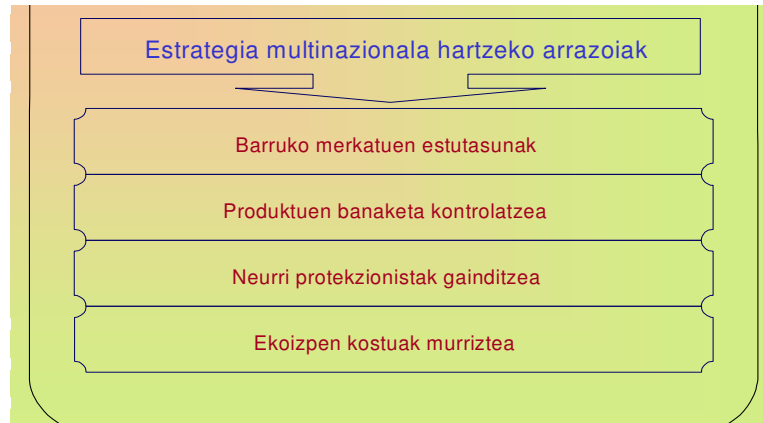 Estrategia multinazionala hartzeko arrazoiak
Barruko merkatuen estutasunak
Produktuen banaketa kontrolatzea
Neurri protekzionistak gainditzea
Ekoizpen kostuak murriztea